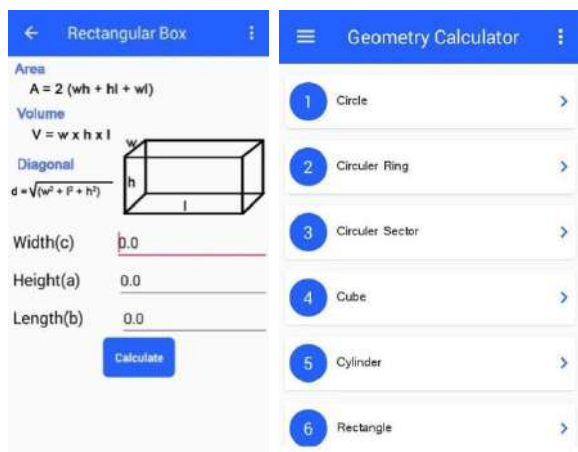 Rectangular Box
Area
A = 2 (wh + hl + wl)
Volume
V = w x h x l
Diagonal
d = √(w² + l² + h²)
w
h
l
Width(c) 0.0
Height(a) 0.0
Length(b) 0.0
Calculate
Geometry Calculator
1 Circle
2 Circuler Ring
3 Circuler Sector
4 Cube
5 Cylinder
6 Rectangle